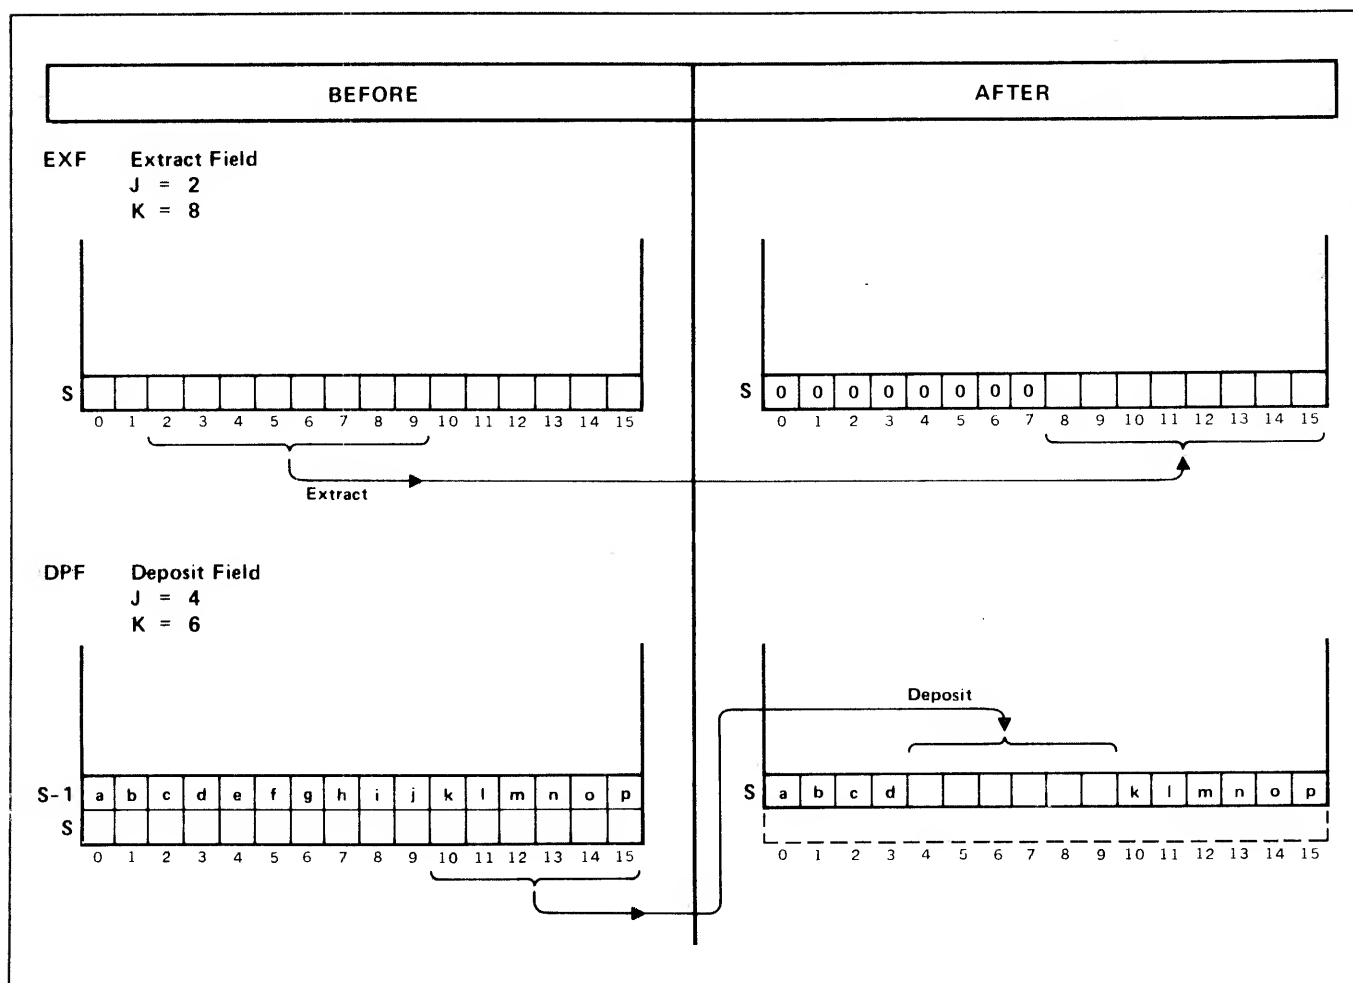 BEFORE AFTER
EXF Extract Field
J = 2
K = 8
S S 0 0 0 0 0 0 0 0
0 1 2 3 4 5 6 7 8 9 10 11 12 13 14 15 0 1 2 3 4 5 6 7 8 9 10 11 12 13 14 15
Extract
DPF Deposit Field
J = 4
K = 6
Deposit
S-1 a b c d e f g h i j k l m n o p S a b c d k l m n o p
S
0 1 2 3 4 5 6 7 8 9 10 11 12 13 14 15 0 1 2 3 4 5 6 7 8 9 10 11 12 13 14 15